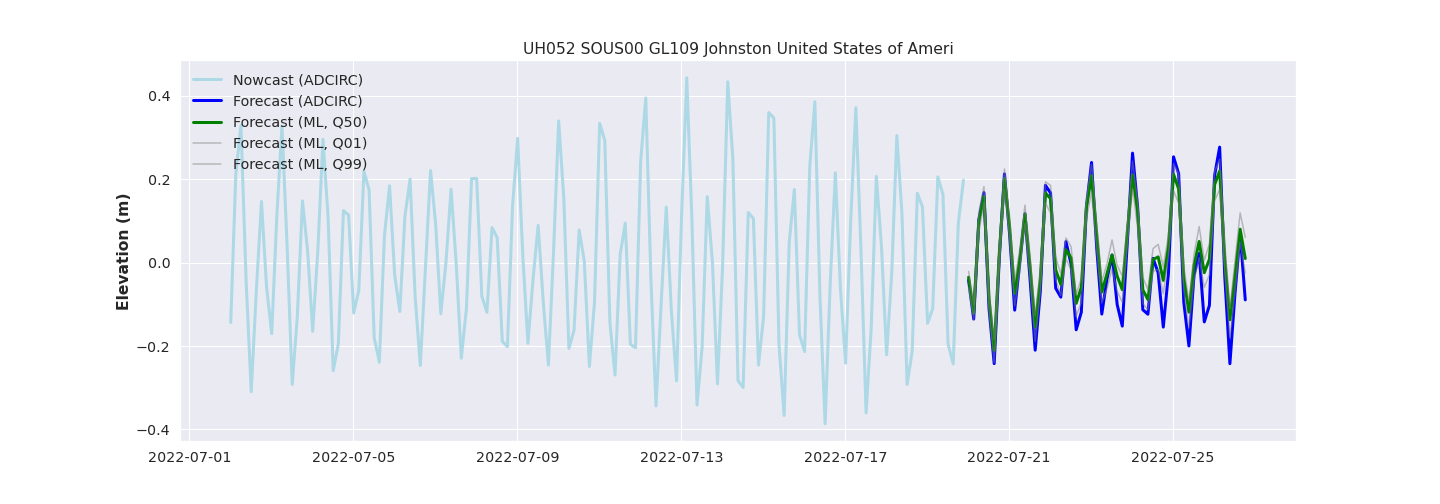 UH052 SOUS00 GL109 Johnston United States of Ameri
Nowcast (ADCIRC)
Forecast (ADCIRC)
Forecast (ML, Q50)
Forecast (ML, Q01)
Forecast (ML, Q99)
Elevation (m)
0.4
0.2
0.0
−0.2
−0.4
2022-07-01 2022-07-05 2022-07-09 2022-07-13 2022-07-17 2022-07-21 2022-07-25